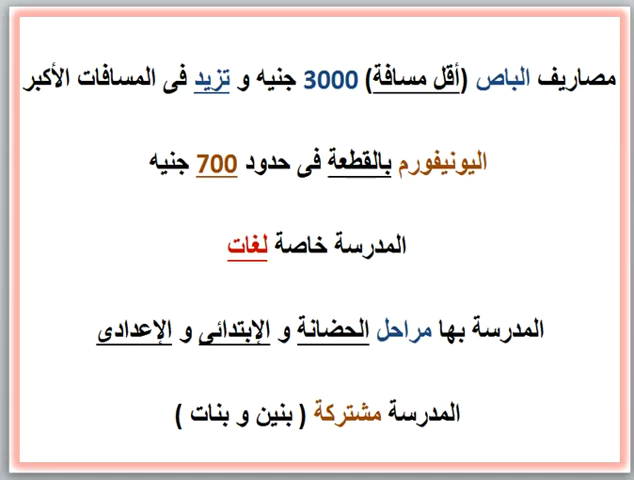 مصاريف الباص (أقل مسافة) 3000 جنيه و تزيد فى المسافات الأكبر
اليونيفورم بالقطعة فى حدود 700 جنيه
المدرسة خاصة لغات
المدرسة بها مراحل الحضانة و الإبتدائى و الإعدادى
المدرسة مشتركة ( بنين و بنات )